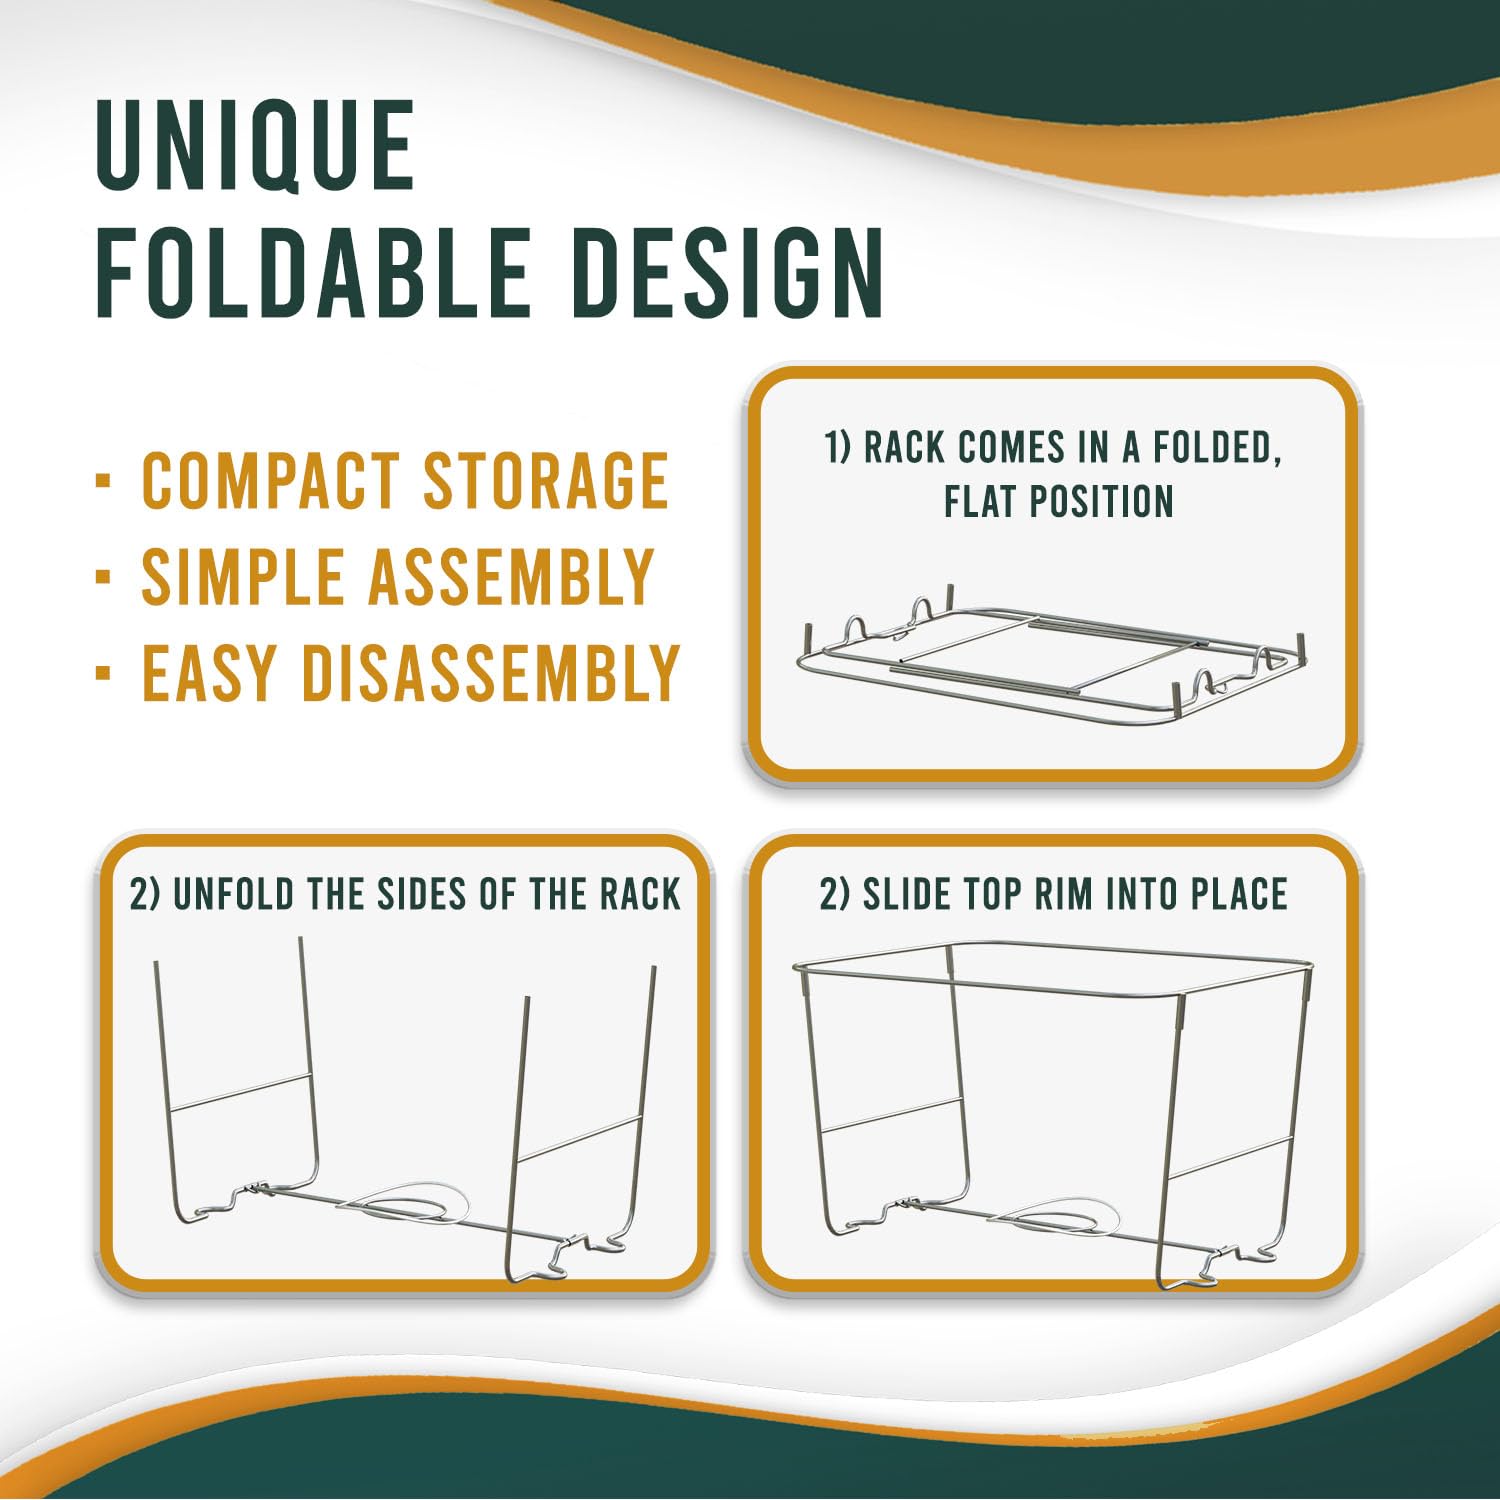 UNIQUE
FOLDABLE DESIGN
▪ COMPACT STORAGE
▪ SIMPLE ASSEMBLY
▪ EASY DISASSEMBLY
1) RACK COMES IN A FOLDED,
FLAT POSITION
2) UNFOLD THE SIDES OF THE RACK
2) SLIDE TOP RIM INTO PLACE